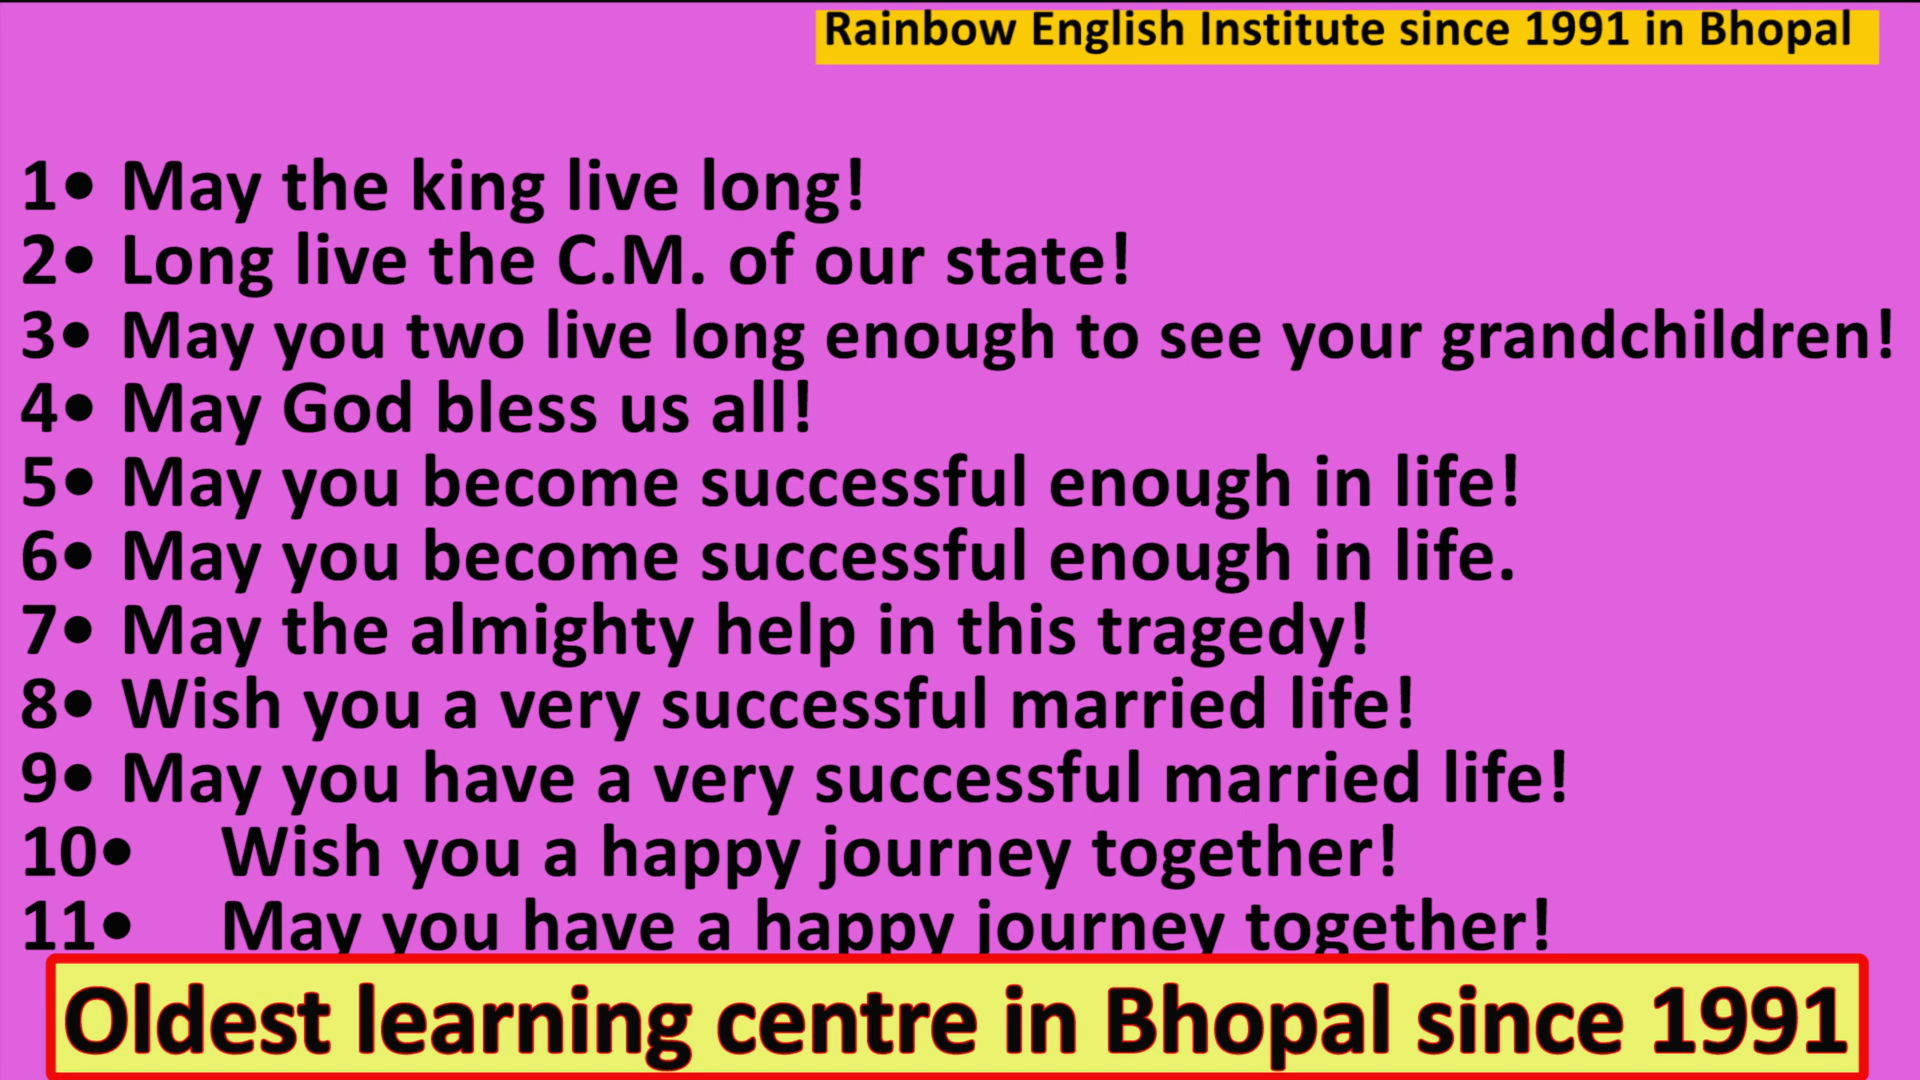 Rainbow English Institute since 1991 in Bhopal
1• May the king live long!
2• Long live the C.M. of our state!
3• May you two live long enough to see your grandchildren!
4• May God bless us all!
5• May you become successful enough in life!
6• May you become successful enough in life.
7• May the almighty help in this tragedy!
8• Wish you a very successful married life!
9• May you have a very successful married life!
10• Wish you a happy journey together!
11• May you have a happy journey together!
Oldest learning centre in Bhopal since 1991